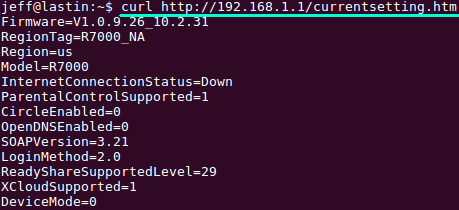 jeff@lastin:~$ curl http://192.168.1.1/currentsetting.htm
Firmware=V1.0.9.26_10.2.31
RegionTag=R7000_NA
Region=us
Model=R7000
InternetConnectionStatus=Down
ParentalControlSupported=1
CircleEnabled=0
OpenDNSEnabled=0
SOAPVersion=3.21
LoginMethod=2.0
ReadyShareSupportedLevel=29
XCloudSupported=1
DeviceMode=0